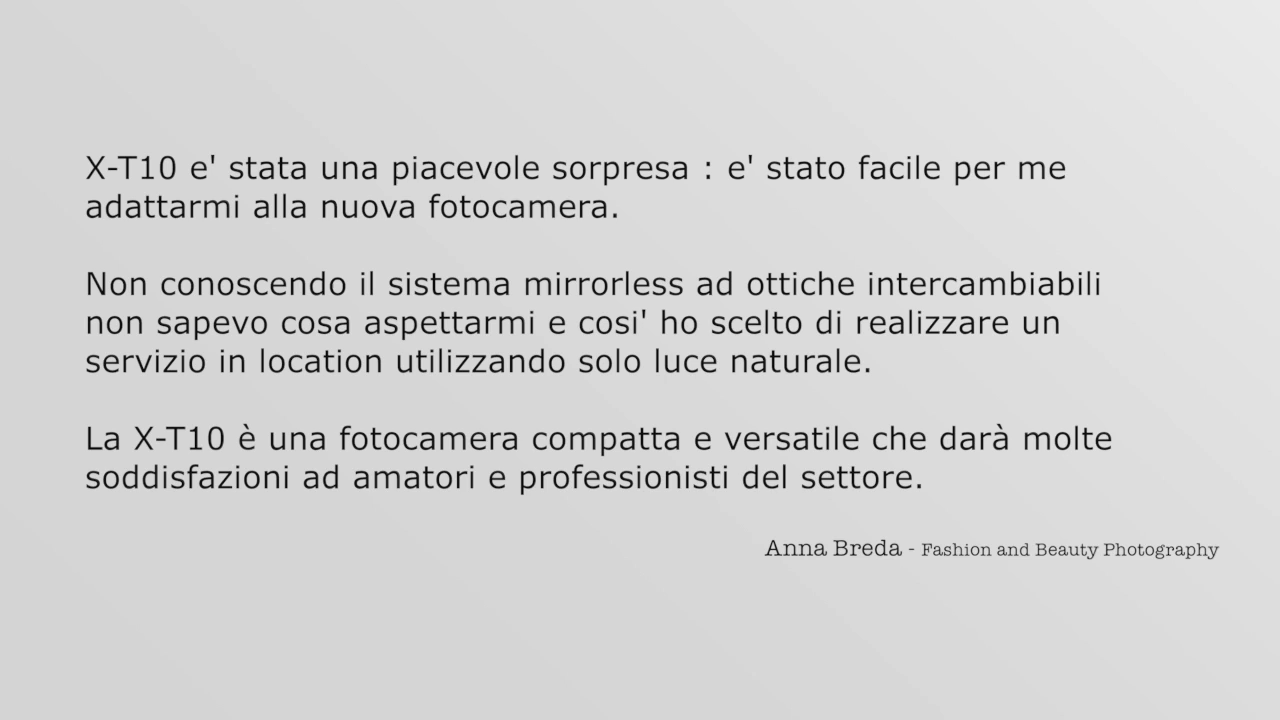 X-T10 e' stata una piacevole sorpresa : e' stato facile per me
adattarmi alla nuova fotocamera.
Non conoscendo il sistema mirrorless ad ottiche intercambiabili
non sapevo cosa aspettarmi e cosi' ho scelto di realizzare un
servizio in location utilizzando solo luce naturale.
La X-T10 è una fotocamera compatta e versatile che darà molte
soddisfazioni ad amatori e professionisti del settore.
Anna Breda - Fashion and Beauty Photography